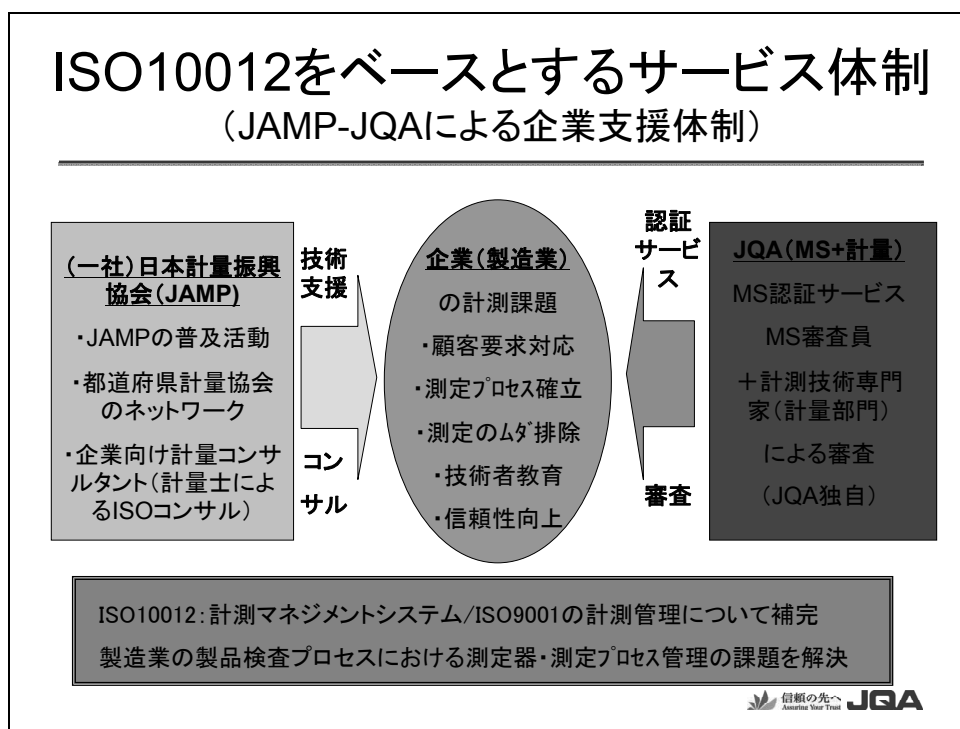 ISO10012をベースとするサービス体制
（JAMP-JQAによる企業支援体制）
（一社）日本計量振興
協会（JAMP）
・JAMPの普及活動
・都道府県計量協会
のネットワーク
・企業向け計量コンサ
ルタント（計量士によ
るISOコンサル）
技術
支援
コン
サル
企業（製造業）
の計測課題
・顧客要求対応
・測定ﾌﾟﾛｾｽ確立
・測定のﾑﾀﾞ排除
・技術者教育
・信頼性向上
認証
サービ
ス
審査
JQA（MS+計量）
MS認証サービス
MS審査員
＋計測技術専門
家（計量部門）
による審査
（JQA独自）
ISO10012：計測マネジメントシステム/ISO9001の計測管理について補完
製造業の製品検査プロセスにおける測定器・測定ﾌﾟﾛｾｽ管理の課題を解決
信頼の先へ
Assuring Your Trust
JQA